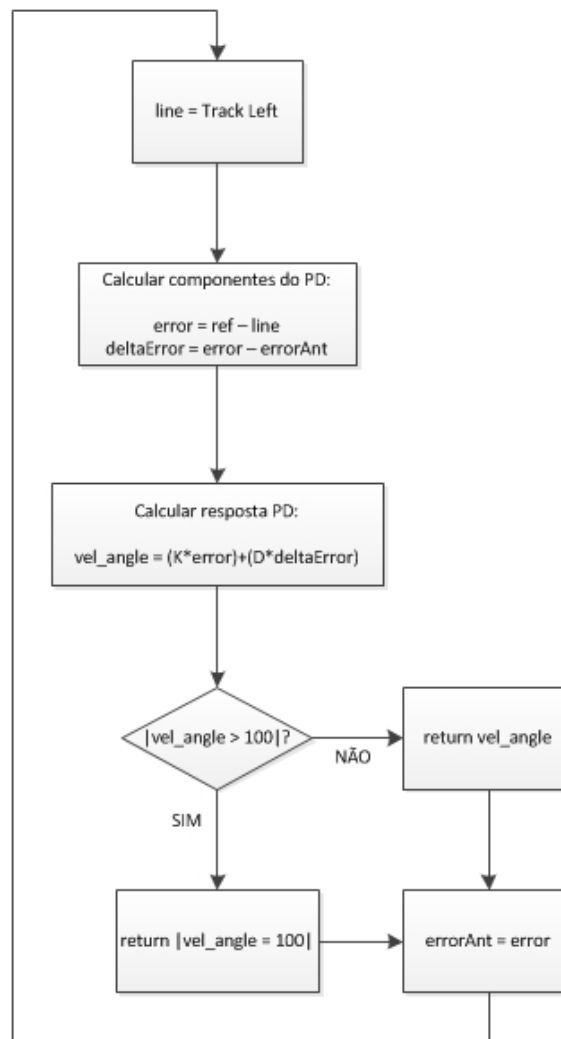 line = Track Left
Calcular componentes do PD:
error = ref – line
deltaError = error – errorAnt
Calcular resposta PD:
vel_angle = (K*error)+(D*deltaError)
|vel_angle > 100|?
NÃO
return vel_angle
SIM
return |vel_angle = 100|
errorAnt = error